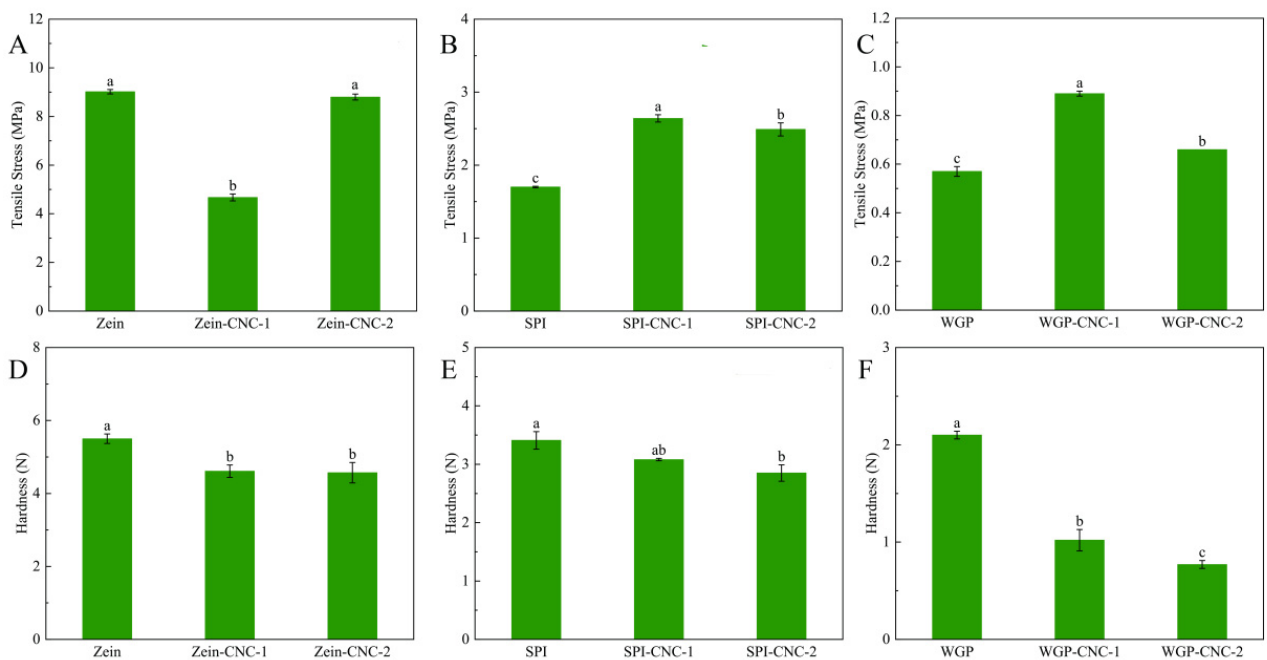 A
Tensile Stress (MPa)
12
10
8
6
4
2
0
a
b
a
Zein
Zein-CNC-1
Zein-CNC-2
B
Tensile Stress (MPa)
4
3
2
1
0
c
a
b
SPI
SPI-CNC-1
SPI-CNC-2
C
Tensile Stress (MPa)
1.2
1.0
0.8
0.6
0.4
0.2
0.0
c
a
b
WGP
WGP-CNC-1
WGP-CNC-2
D
Hardness (N)
8
6
4
2
0
a
b
b
Zein
Zein-CNC-1
Zein-CNC-2
E
Hardness (N)
5
4
3
2
1
0
a
ab
b
SPI
SPI-CNC-1
SPI-CNC-2
F
Hardness (N)
3
2
1
0
a
b
c
WGP
WGP-CNC-1
WGP-CNC-2